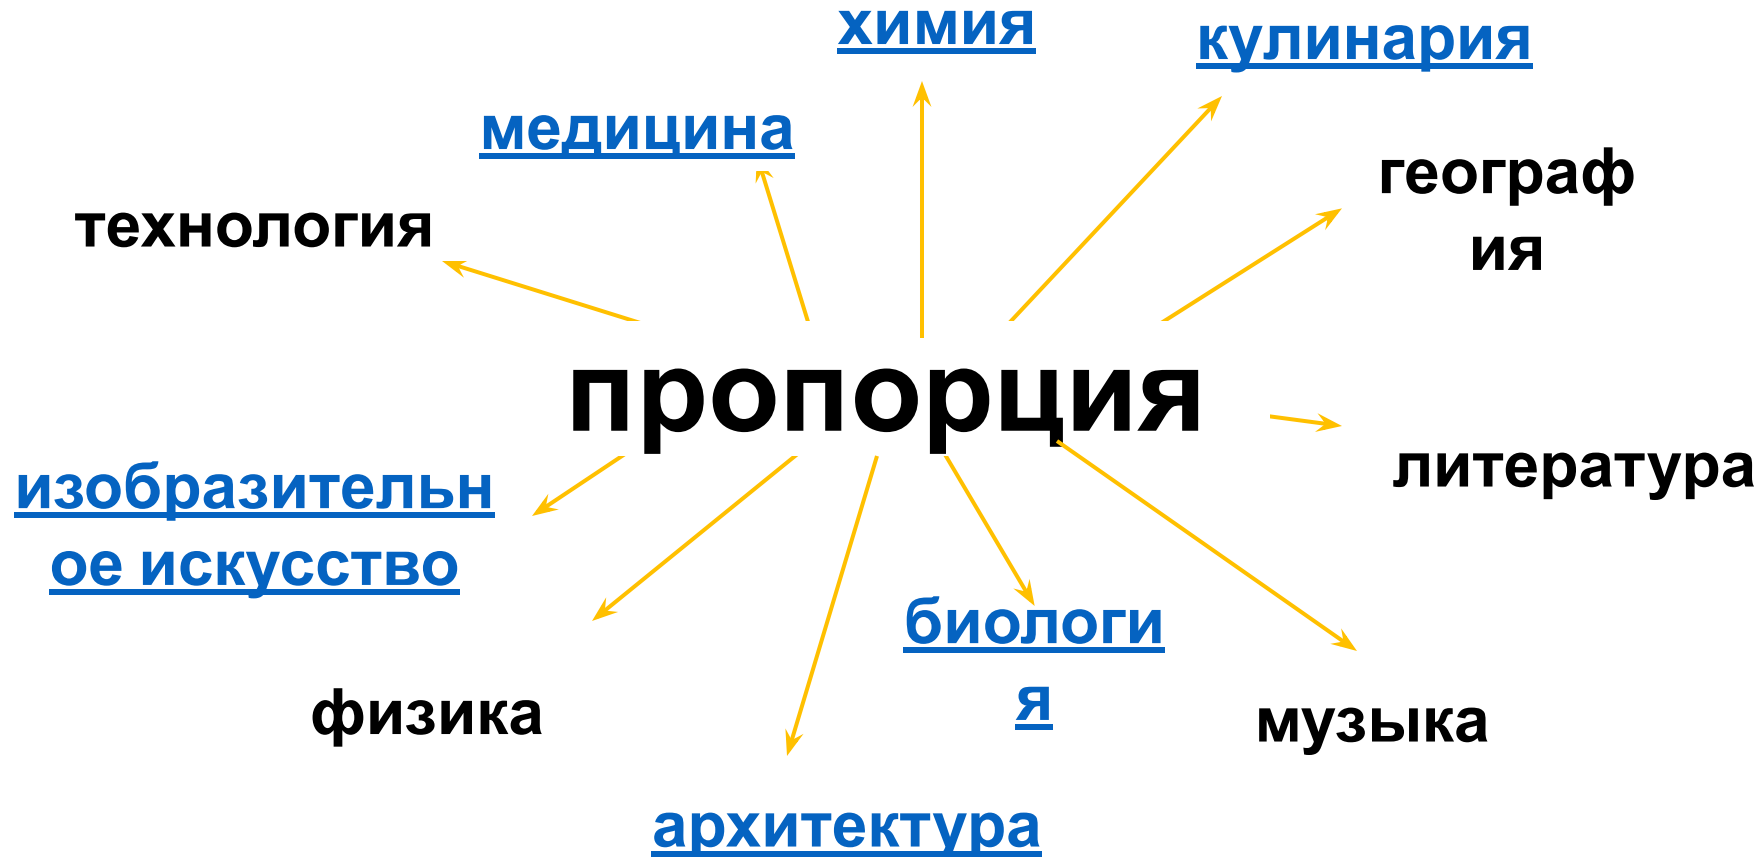 химия
кулинария
медицина
географ
ия
технология
пропорция
литература
изобразительн
ое искусство
биологи
я
физика
музыка
архитектура